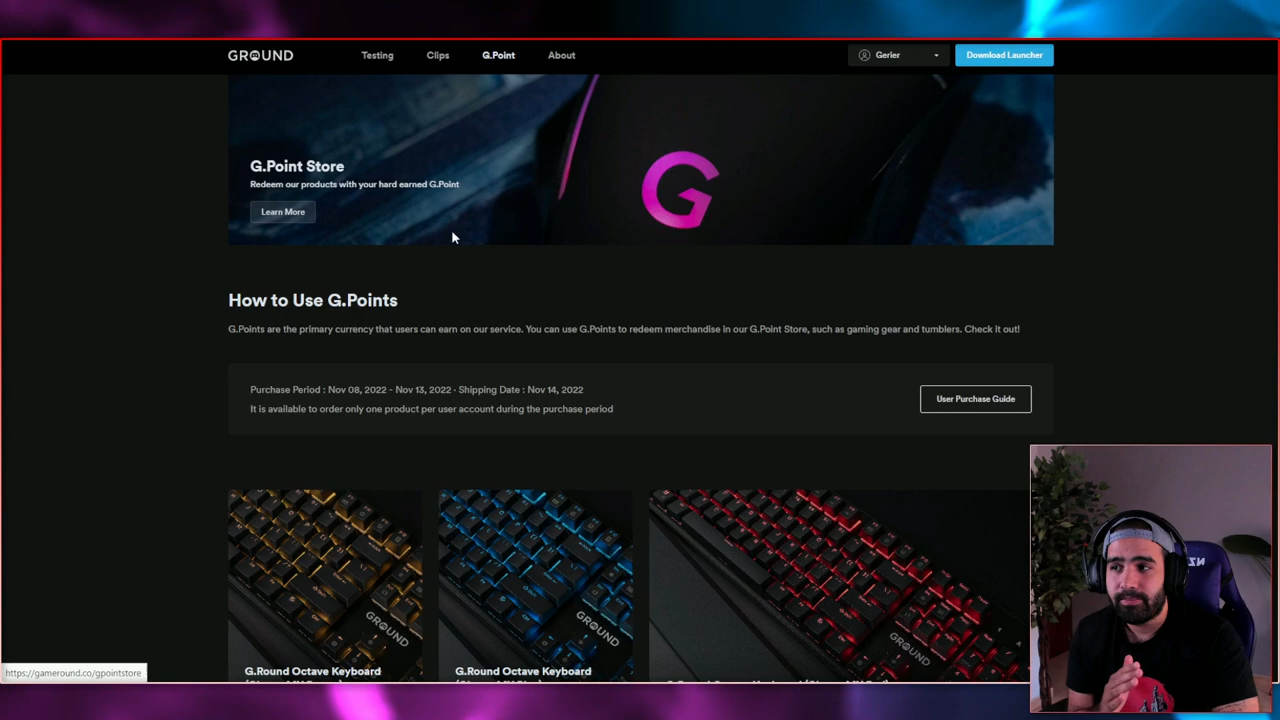 GROUND
Testing
Clips
G.Point
About
Gerier
Download Launcher
G.Point Store
Redeem our products with your hard earned G.Point
Learn More
G
How to Use G.Points
G.Points are the primary currency that users can earn on our service. You can use G.Points to redeem merchandise in our G.Point Store, such as gaming gear and tumblers. Check it out!
Purchase Period : Nov 08, 2022 - Nov 13, 2022 · Shipping Date : Nov 14, 2022
It is available to order only one product per user account during the purchase period
User Purchase Guide
GROUND
GROUND
GROUND
G.Round Octave Keyboard
G.Round Octave Keyboard
https://gameround.co/gpointstore